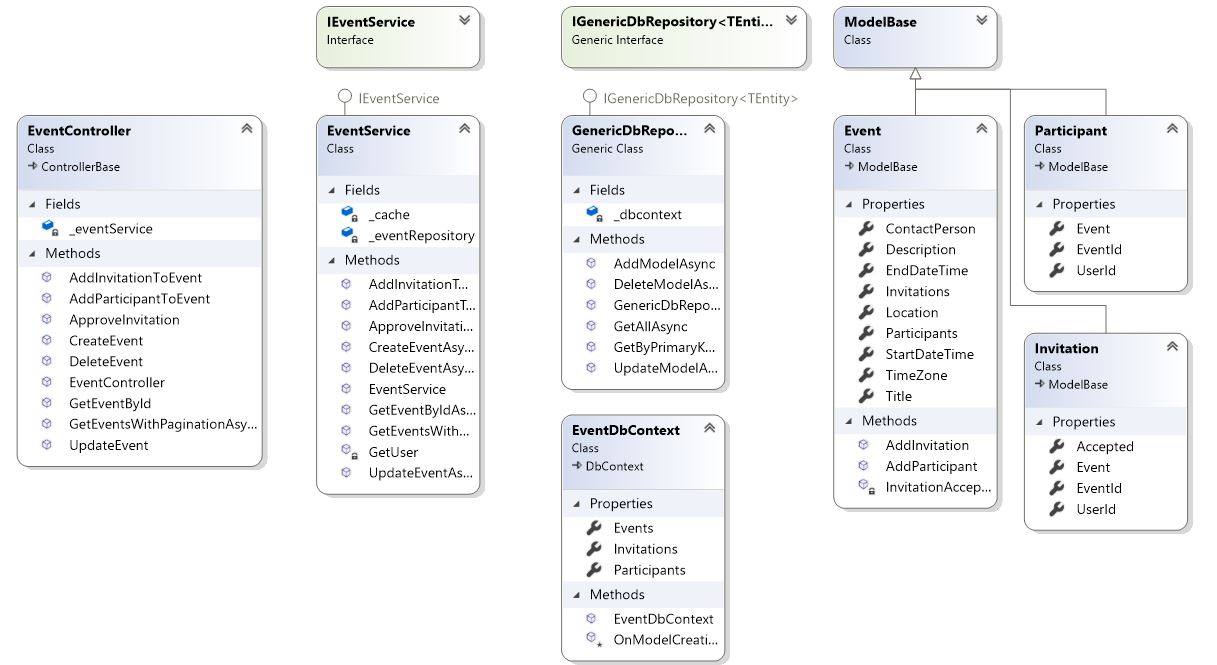 IEventService
Interface
IGenericDbRepository<TEnti...
Generic Interface
ModelBase
Class
IEventService
IGenericDbRepository<TEntity>
EventController
Class
ControllerBase
Fields
_eventService
Methods
AddInvitationToEvent
AddParticipantToEvent
ApproveInvitation
CreateEvent
DeleteEvent
EventController
GetEventById
GetEventsWithPaginationAsy...
UpdateEvent
EventService
Class
Fields
_cache
_eventRepository
Methods
AddInvitationT...
AddParticipantT...
ApproveInvitati...
CreateEventAsy...
DeleteEventAsy...
EventService
GetEventByIdAs...
GetEventsWith...
GetUser
UpdateEventAs...
GenericDbRepo...
Generic Class
Fields
_dbcontext
Methods
AddModelAsync
DeleteModelAs...
GenericDbRepo...
GetAllAsync
GetByPrimaryK...
UpdateModelA...
EventDbContext
Class
DbContext
Properties
Events
Invitations
Participants
Methods
EventDbContext
OnModelCreati...
Event
Class
ModelBase
Properties
ContactPerson
Description
EndDateTime
Invitations
Location
Participants
StartDateTime
TimeZone
Title
Methods
AddInvitation
AddParticipant
InvitationAccep...
Participant
Class
ModelBase
Properties
Event
EventId
UserId
Invitation
Class
ModelBase
Properties
Accepted
Event
EventId
UserId